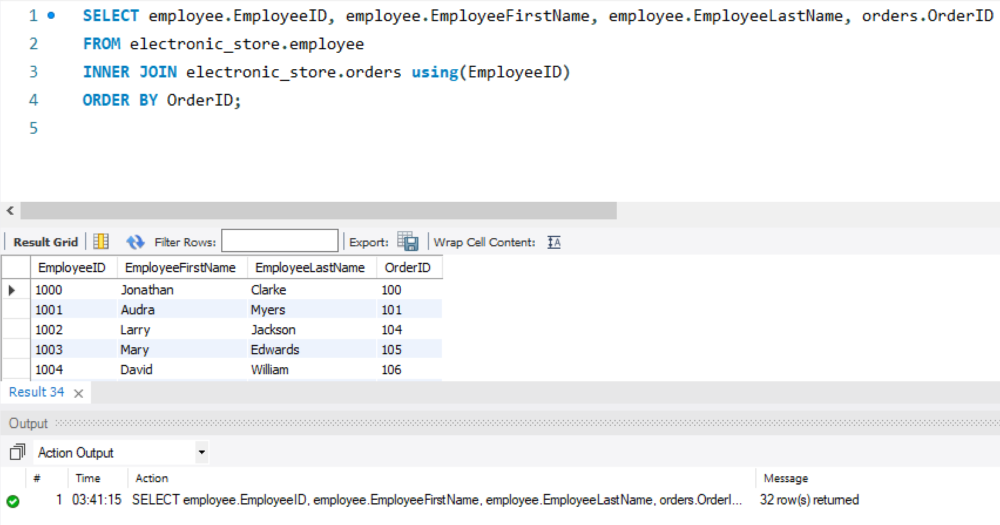 1 SELECT employee.EmployeeID, employee.EmployeeFirstName, employee.EmployeeLastName, orders.OrderID
2 FROM electronic_store.employee
3 INNER JOIN electronic_store.orders using(EmployeeID)
4 ORDER BY OrderID;
5
Result Grid Filter Rows: Export: Wrap Cell Content:
EmployeeID EmployeeFirstName EmployeeLastName OrderID
1000 Jonathan Clarke 100
1001 Audra Myers 101
1002 Larry Jackson 104
1003 Mary Edwards 105
1004 David William 106
Result 34
Output
Action Output
# Time Action Message
1 03:41:15 SELECT employee.EmployeeID, employee.EmployeeFirstName, employee.EmployeeLastName, orders.OrderI... 32 row(s) returned